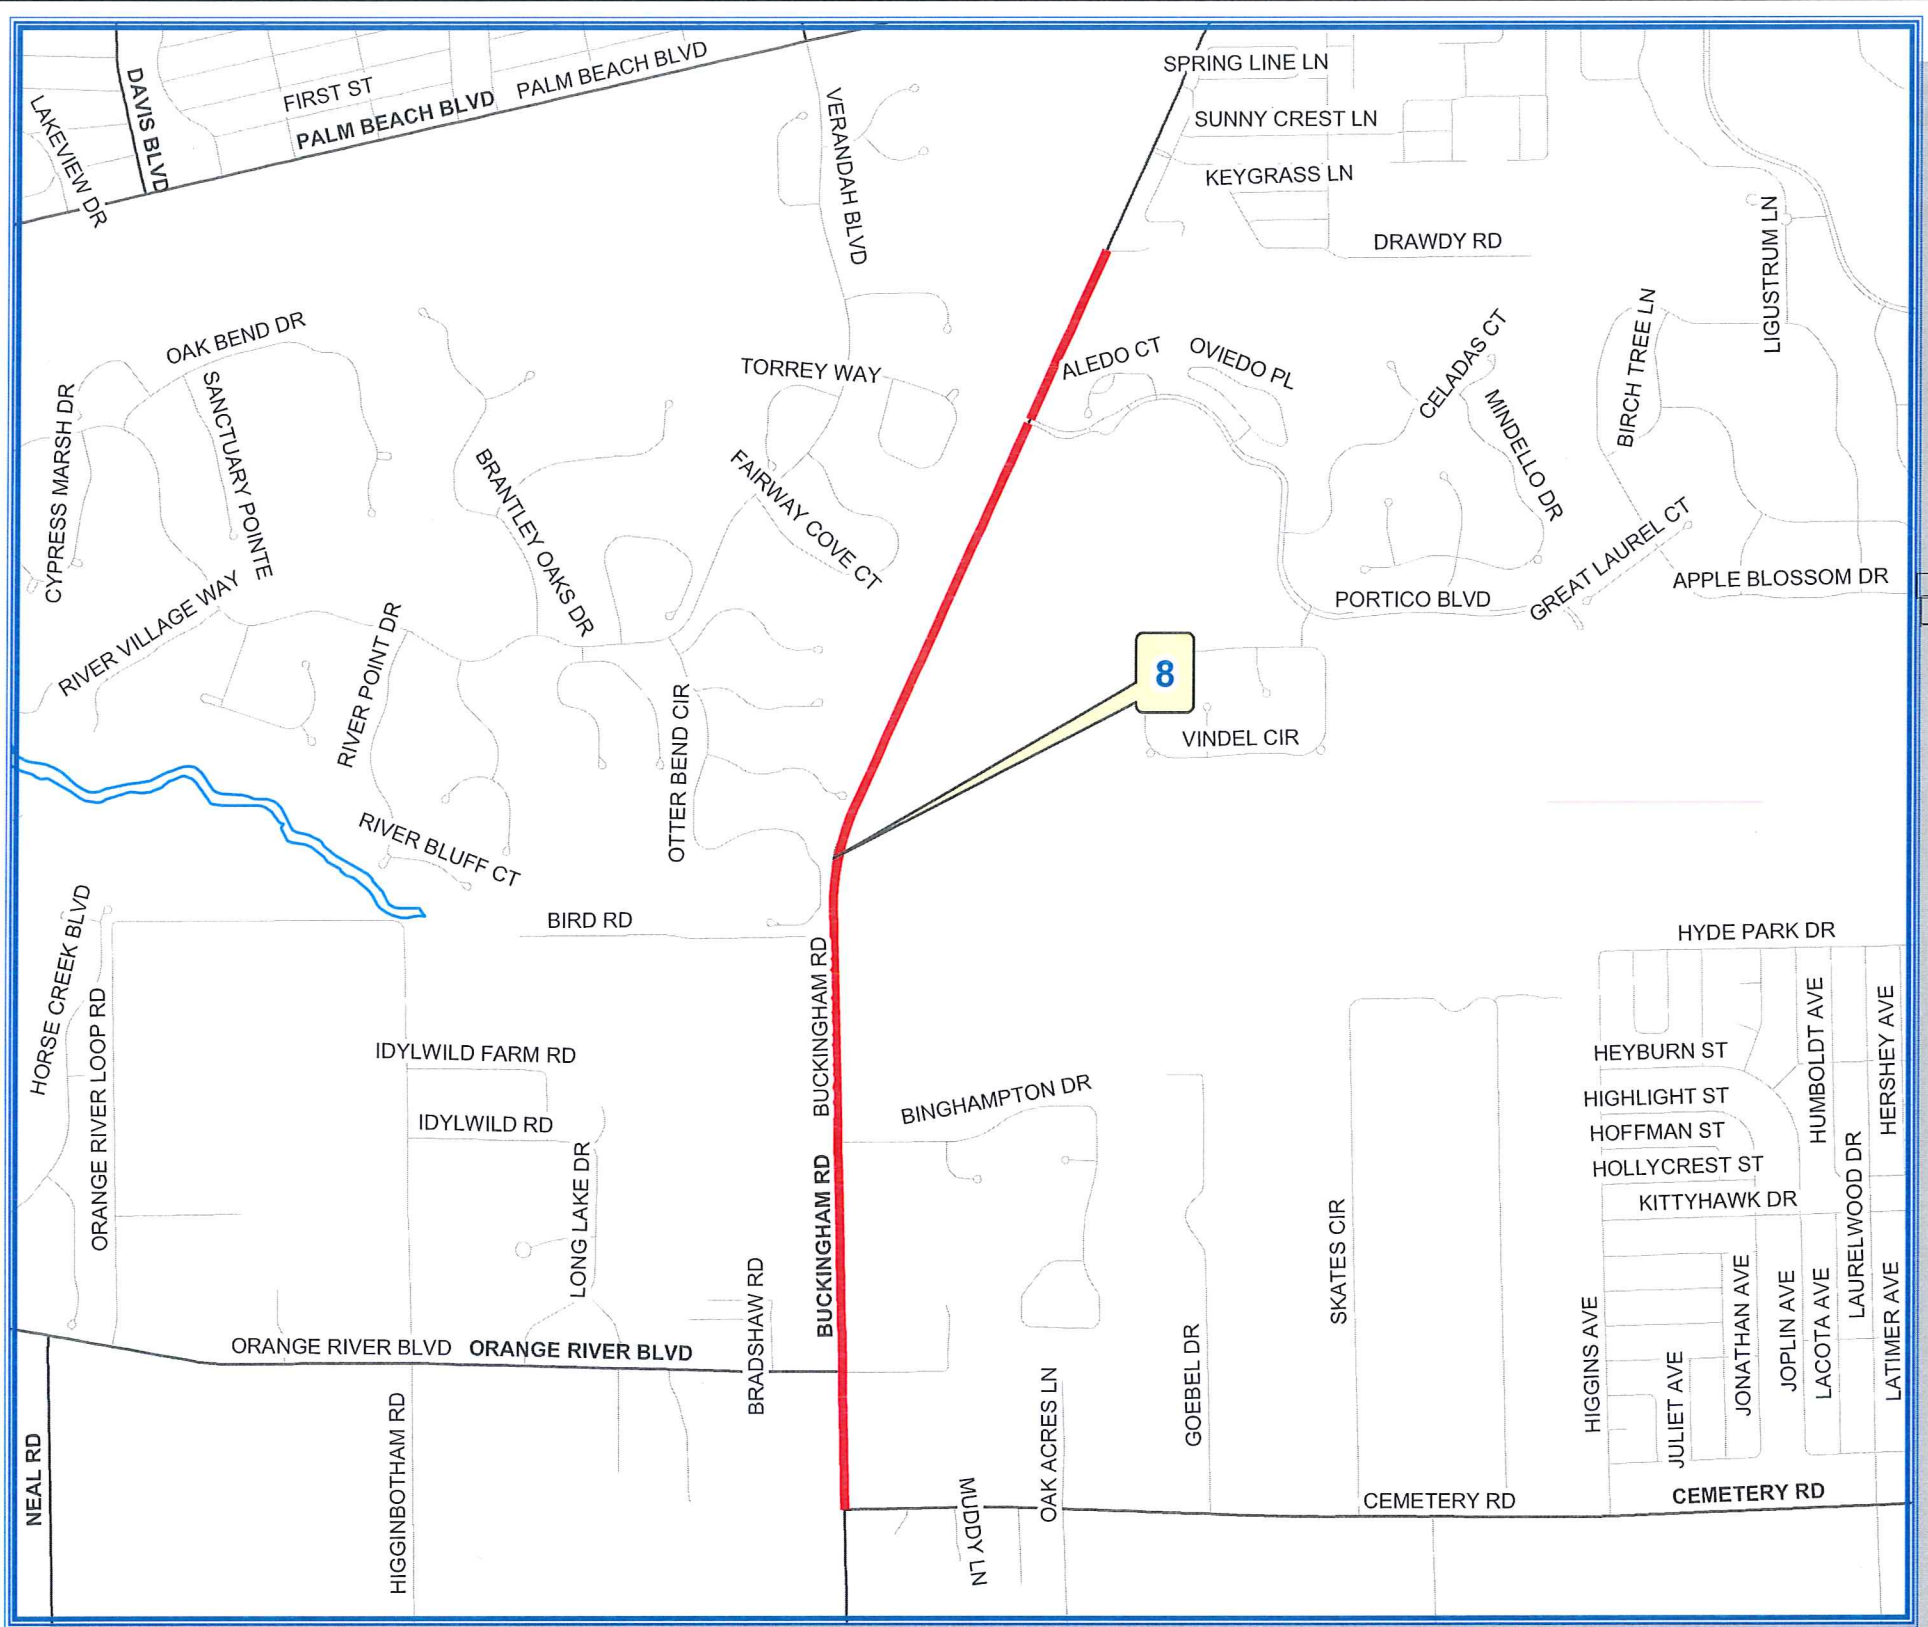 SPRING LINE LN
PALM BEACH BLVD
DAVIS BLVD
FIRST ST
PALM BEACH BLVD
LAKEVIEW DR
VERANDAH BLVD
SUNNY CREST LN
KEYGRASS LN
DRAWDY RD
LIGUSTRUM LN
OAK BEND DR
BIRCH TREE LN
CELADAS CT
ALEDO CT
OVIEDO PL
TORREY WAY
SANCTUARY POINTE
CYPRESS MARSH DR
MINDELLO DR
BRANTLEY OAKS DR
FAIRWAY COVE CT
GREAT LAUREL CT
APPLE BLOSSOM DR
PORTICO BLVD
RIVER VILLAGE WAY
RIVER POINT DR
8
OTTER BEND CIR
VINDEL CIR
RIVER BLUFF CT
HORSE CREEK BLVD
BIRD RD
BUCKINGHAM RD
HYDE PARK DR
ORANGE RIVER LOOP RD
HUMBOLDT AVE
HERSHEY AVE
IDYLWILD FARM RD
HEYBURN ST
BINGHAMPTON DR
HIGHLIGHT ST
IDYLWILD RD
HOFFMAN ST
LONG LAKE DR
BUCKINGHAM RD
HOLLYCREST ST
LAURELWOOD DR
KITTYHAWK DR
SKATES CIR
BRADSHAW RD
JONATHAN AVE
JOPLIN AVE
LACOTA AVE
LATIMER AVE
HIGGINS AVE
GOEBEL DR
JULIET AVE
ORANGE RIVER BLVD
ORANGE RIVER BLVD
OAK ACRES LN
HIGGINBOTHAM RD
NEAL RD
MUDDY LN
CEMETERY RD
CEMETERY RD